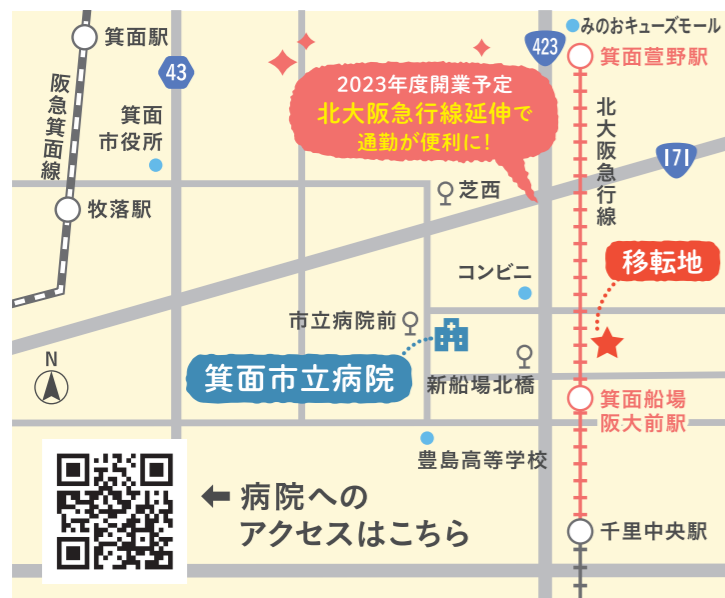 箕面駅
43
423
みのおキューズモール
箕面萱野駅
2023年度開業予定
北大阪急行線延伸で
通勤が便利に!
阪急箕面線
箕面
市役所
北大阪急行線
171
牧落駅
芝西
移転地
コンビニ
市立病院前
N
箕面市立病院
新船場北橋
箕面船場
阪大前駅
豊島高等学校
←病院への
アクセスはこちら
千里中央駅